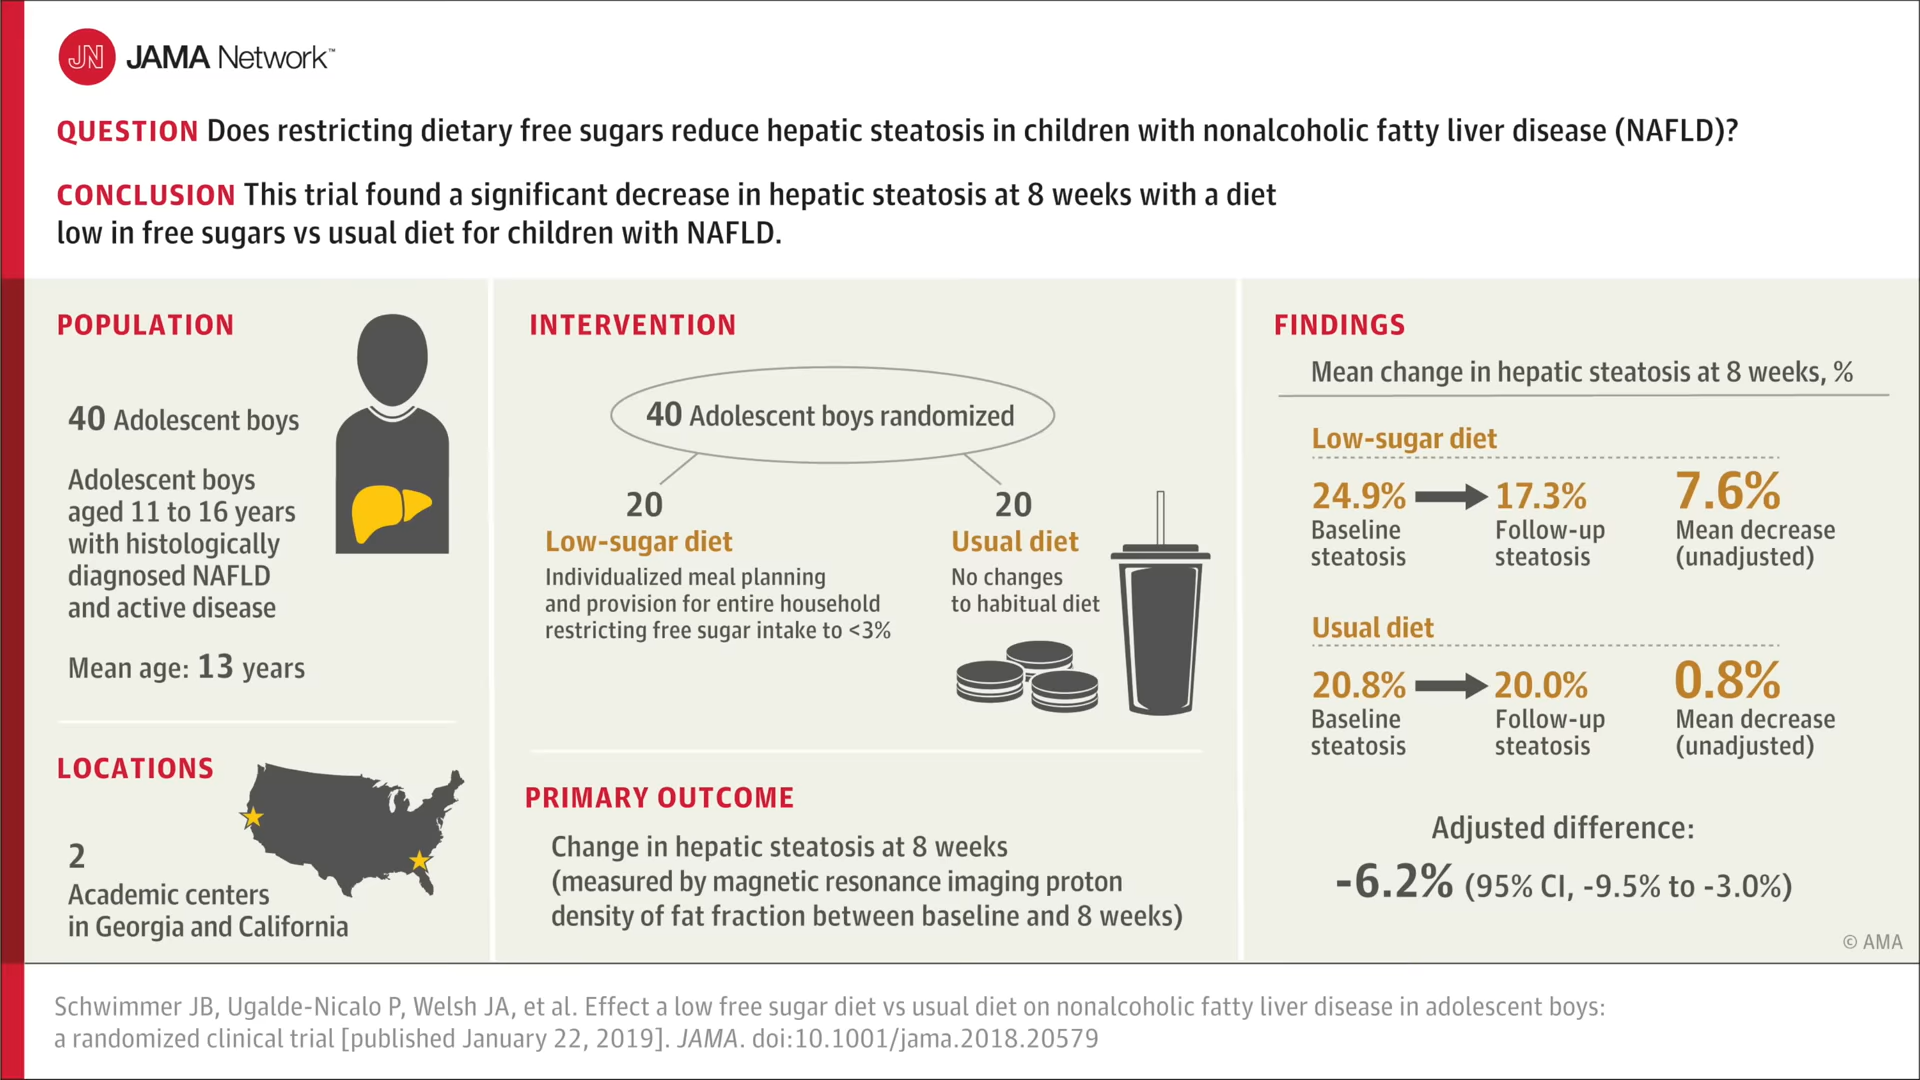 JN JAMA Network™
QUESTION Does restricting dietary free sugars reduce hepatic steatosis in children with nonalcoholic fatty liver disease (NAFLD)?
CONCLUSION This trial found a significant decrease in hepatic steatosis at 8 weeks with a diet
low in free sugars vs usual diet for children with NAFLD.
POPULATION
40 Adolescent boys
Adolescent boys
aged 11 to 16 years
with histologically
diagnosed NAFLD
and active disease
Mean age: 13 years
LOCATIONS
2
Academic centers
in Georgia and California
INTERVENTION
40 Adolescent boys randomized
20
Low-sugar diet
Individualized meal planning
and provision for entire household
restricting free sugar intake to <3%
20
Usual diet
No changes
to habitual diet
PRIMARY OUTCOME
Change in hepatic steatosis at 8 weeks
(measured by magnetic resonance imaging proton
density of fat fraction between baseline and 8 weeks)
FINDINGS
Mean change in hepatic steatosis at 8 weeks, %
Low-sugar diet
24.9% 17.3% 7.6%
Baseline Follow-up Mean decrease
steatosis steatosis (unadjusted)
Usual diet
20.8% 20.0% 0.8%
Baseline Follow-up Mean decrease
steatosis steatosis (unadjusted)
Adjusted difference:
-6.2% (95% CI, -9.5% to -3.0%)
© AMA
Schwimmer JB, Ugalde-Nicalo P, Welsh JA, et al. Effect a low free sugar diet vs usual diet on nonalcoholic fatty liver disease in adolescent boys:
a randomized clinical trial [published January 22, 2019]. JAMA. doi:10.1001/jama.2018.20579